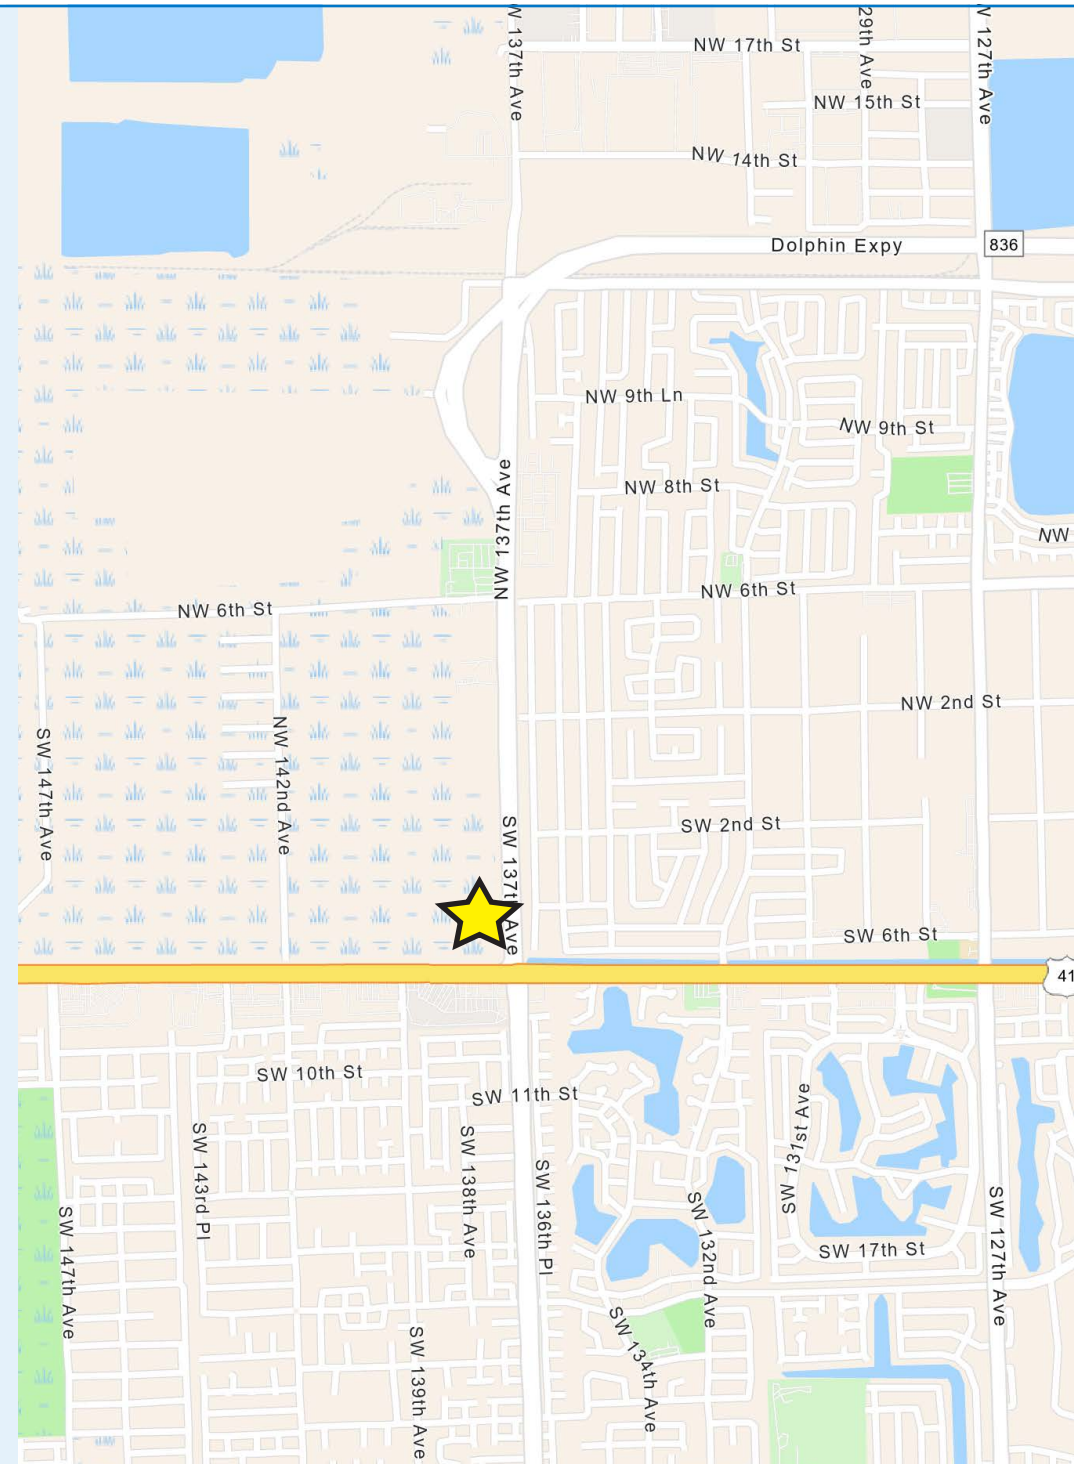 W 137th Ave
29th Ave
W 127th Ave
NW 17th St
NW 15th St
NW 14th St
Dolphin Expy
836
NW 9th Ln
NW 9th St
NW 8th St
NW 137th Ave
NW
NW 6th St
NW 6th St
NW 2nd St
SW 147th Ave
NW 142nd Ave
SW 2nd St
SW 137th Ave
SW 6th St
41
SW 10th St
SW 11th St
SW 131st Ave
SW 143rd Pl
SW 138th Ave
SW 136th Pl
SW 132nd Ave
SW 127th Ave
SW 147th Ave
SW 17th St
SW 134th Ave
SW 139th Ave